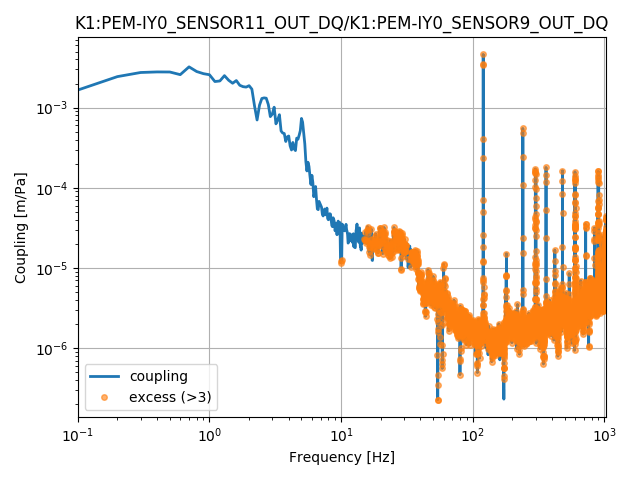 K1:PEM-IY0_SENSOR11_OUT_DQ/K1:PEM-IY0_SENSOR9_OUT_DQ
Coupling [m/Pa]
10⁻³
10⁻⁴
10⁻⁵
10⁻⁶
coupling
excess (>3)
10⁻¹ 10⁰ 10¹ 10² 10³
Frequency [Hz]